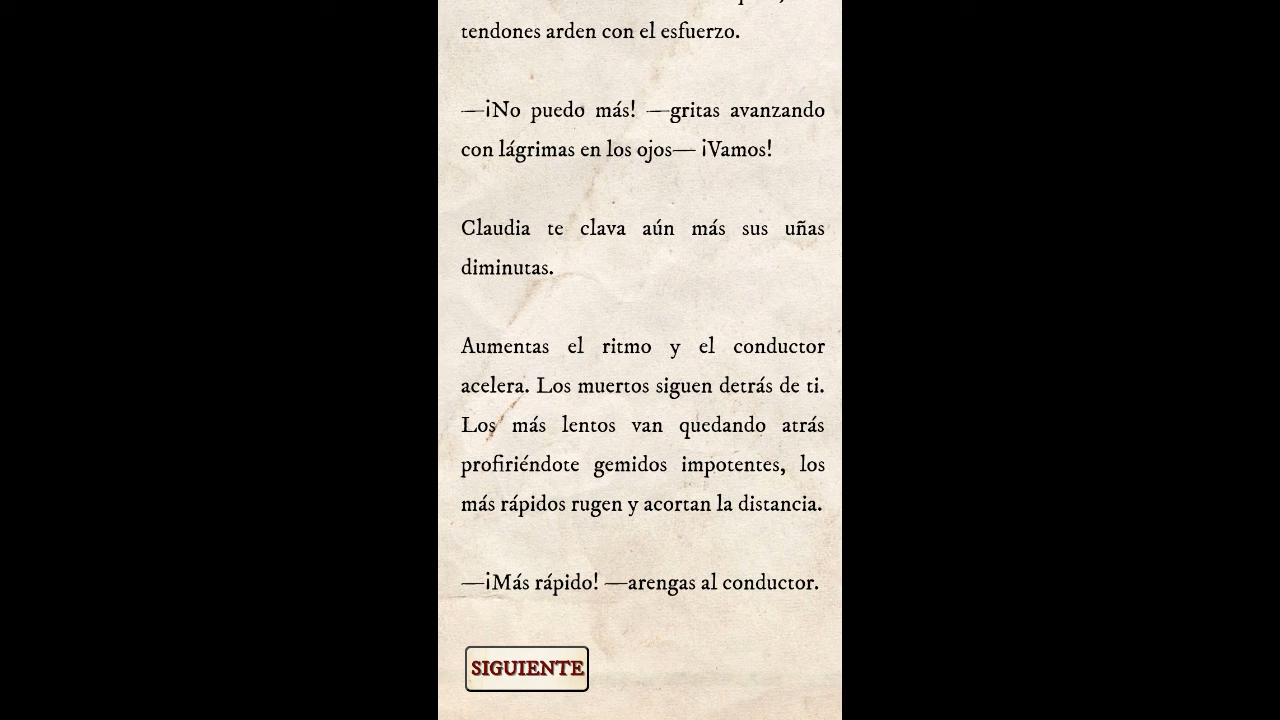 tendones arden con el esfuerzo.
—¡No puedo más! —gritas avanzando
con lágrimas en los ojos— ¡Vamos!
Claudia te clava aún más sus uñas
diminutas.
Aumentas el ritmo y el conductor
acelera. Los muertos siguen detrás de ti.
Los más lentos van quedando atrás
profiriéndote gemidos impotentes, los
más rápidos rugen y acortan la distancia.
—¡Más rápido! —arengas al conductor.
SIGUIENTE